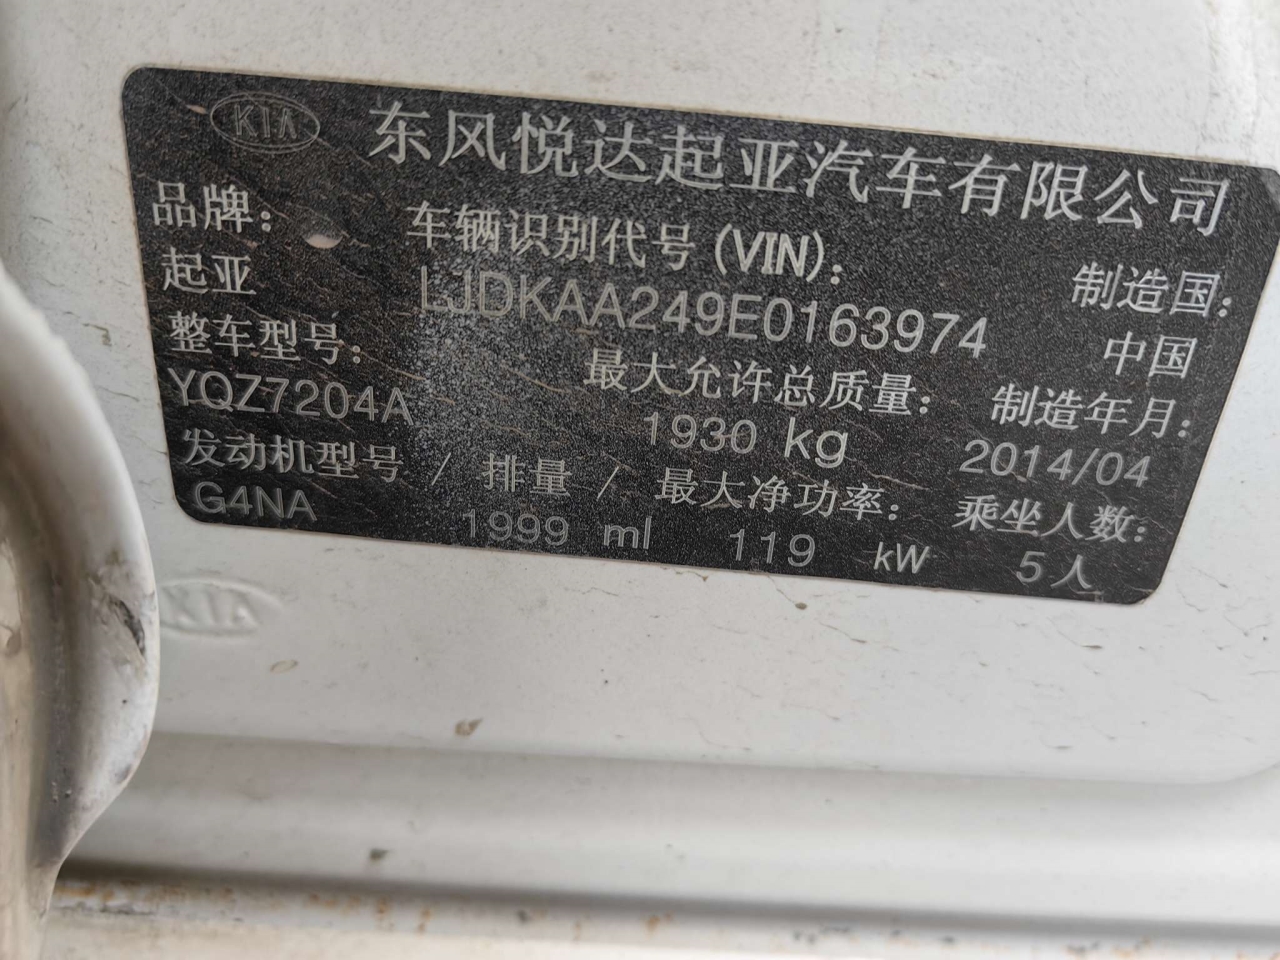 KIA 东风悦达起亚汽车有限公司
品牌: 车辆识别代号(VIN): 制造国:
起亚 LJDKAA249E0163974 中国
整车型号: 最大允许总质量: 制造年月:
YQZ7204A 1930 kg 2014/04
发动机型号 / 排量 / 最大净功率: 乘坐人数:
G4NA 1999 ml 119 kW 5人
KIA